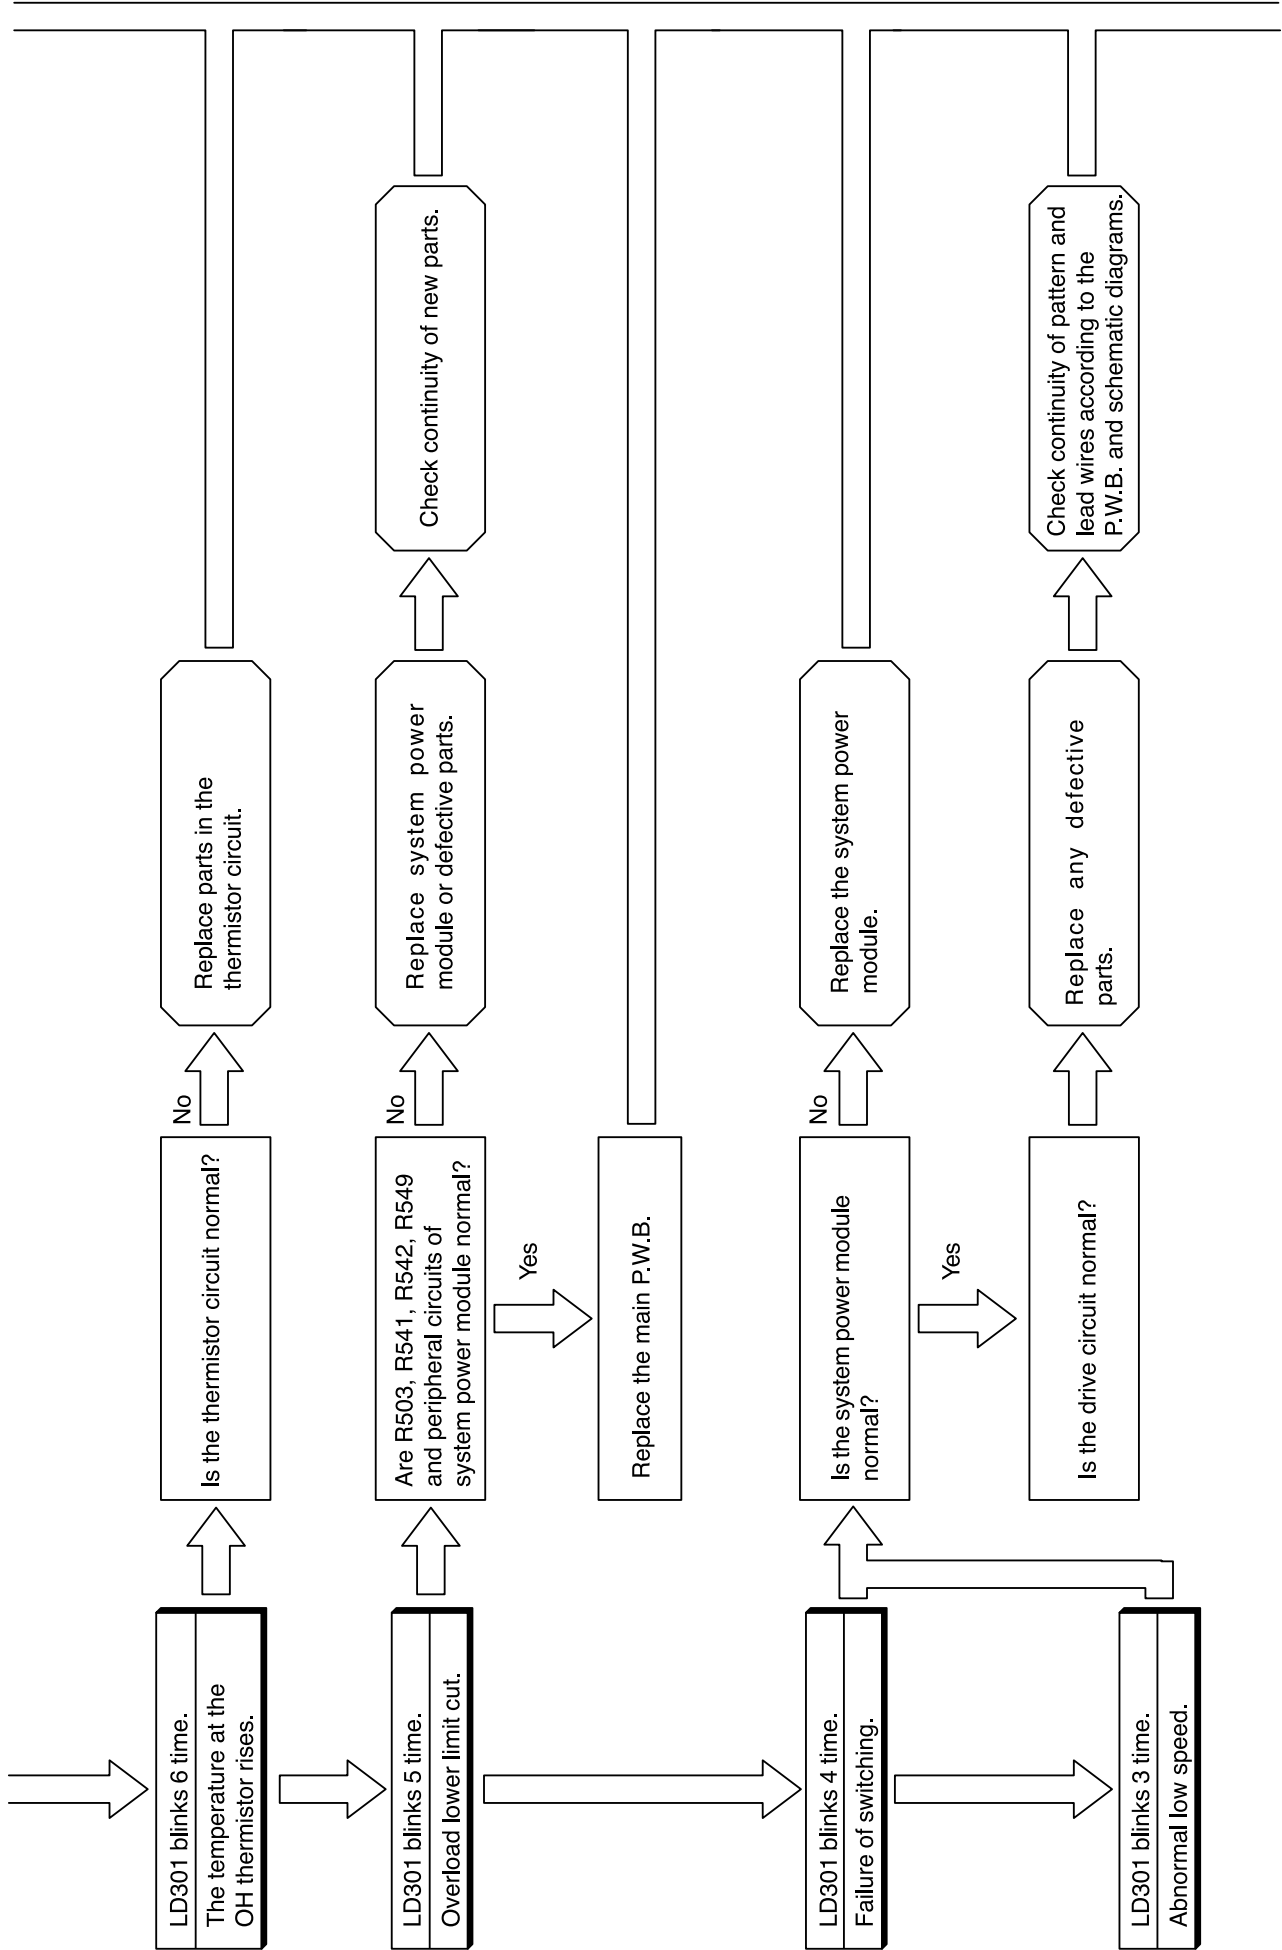 LD301 blinks 6 time.
The temperature at the
OH thermistor rises.
Is the thermistor circuit normal?
No
Replace parts in the
thermistor circuit.
LD301 blinks 5 time.
Overload lower limit cut.
Are R503, R541, R542, R549
and peripheral circuits of
system power module normal?
No
Replace system power
module or defective parts.
Check continuity of new parts.
Yes
Replace the main P.W.B.
LD301 blinks 4 time.
Failure of switching.
Is the system power module
normal?
No
Replace the system power
module.
Yes
Is the drive circuit normal?
Replace any defective
parts.
Check continuity of pattern and
lead wires according to the
P.W.B. and schematic diagrams.
LD301 blinks 3 time.
Abnormal low speed.